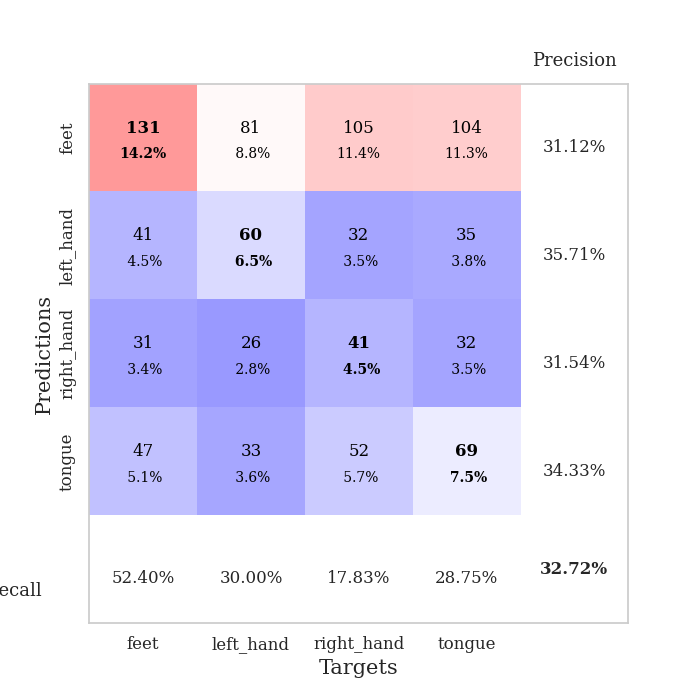 Precision
feet 131 81 105 104 31.12%
14.2% 8.8% 11.4% 11.3%
left_hand 41 60 32 35 35.71%
4.5% 6.5% 3.5% 3.8%
Predictions
right_hand 31 26 41 32 31.54%
3.4% 2.8% 4.5% 3.5%
tongue 47 33 52 69 34.33%
5.1% 3.6% 5.7% 7.5%
ecall 52.40% 30.00% 17.83% 28.75% 32.72%
feet left_hand right_hand tongue
Targets